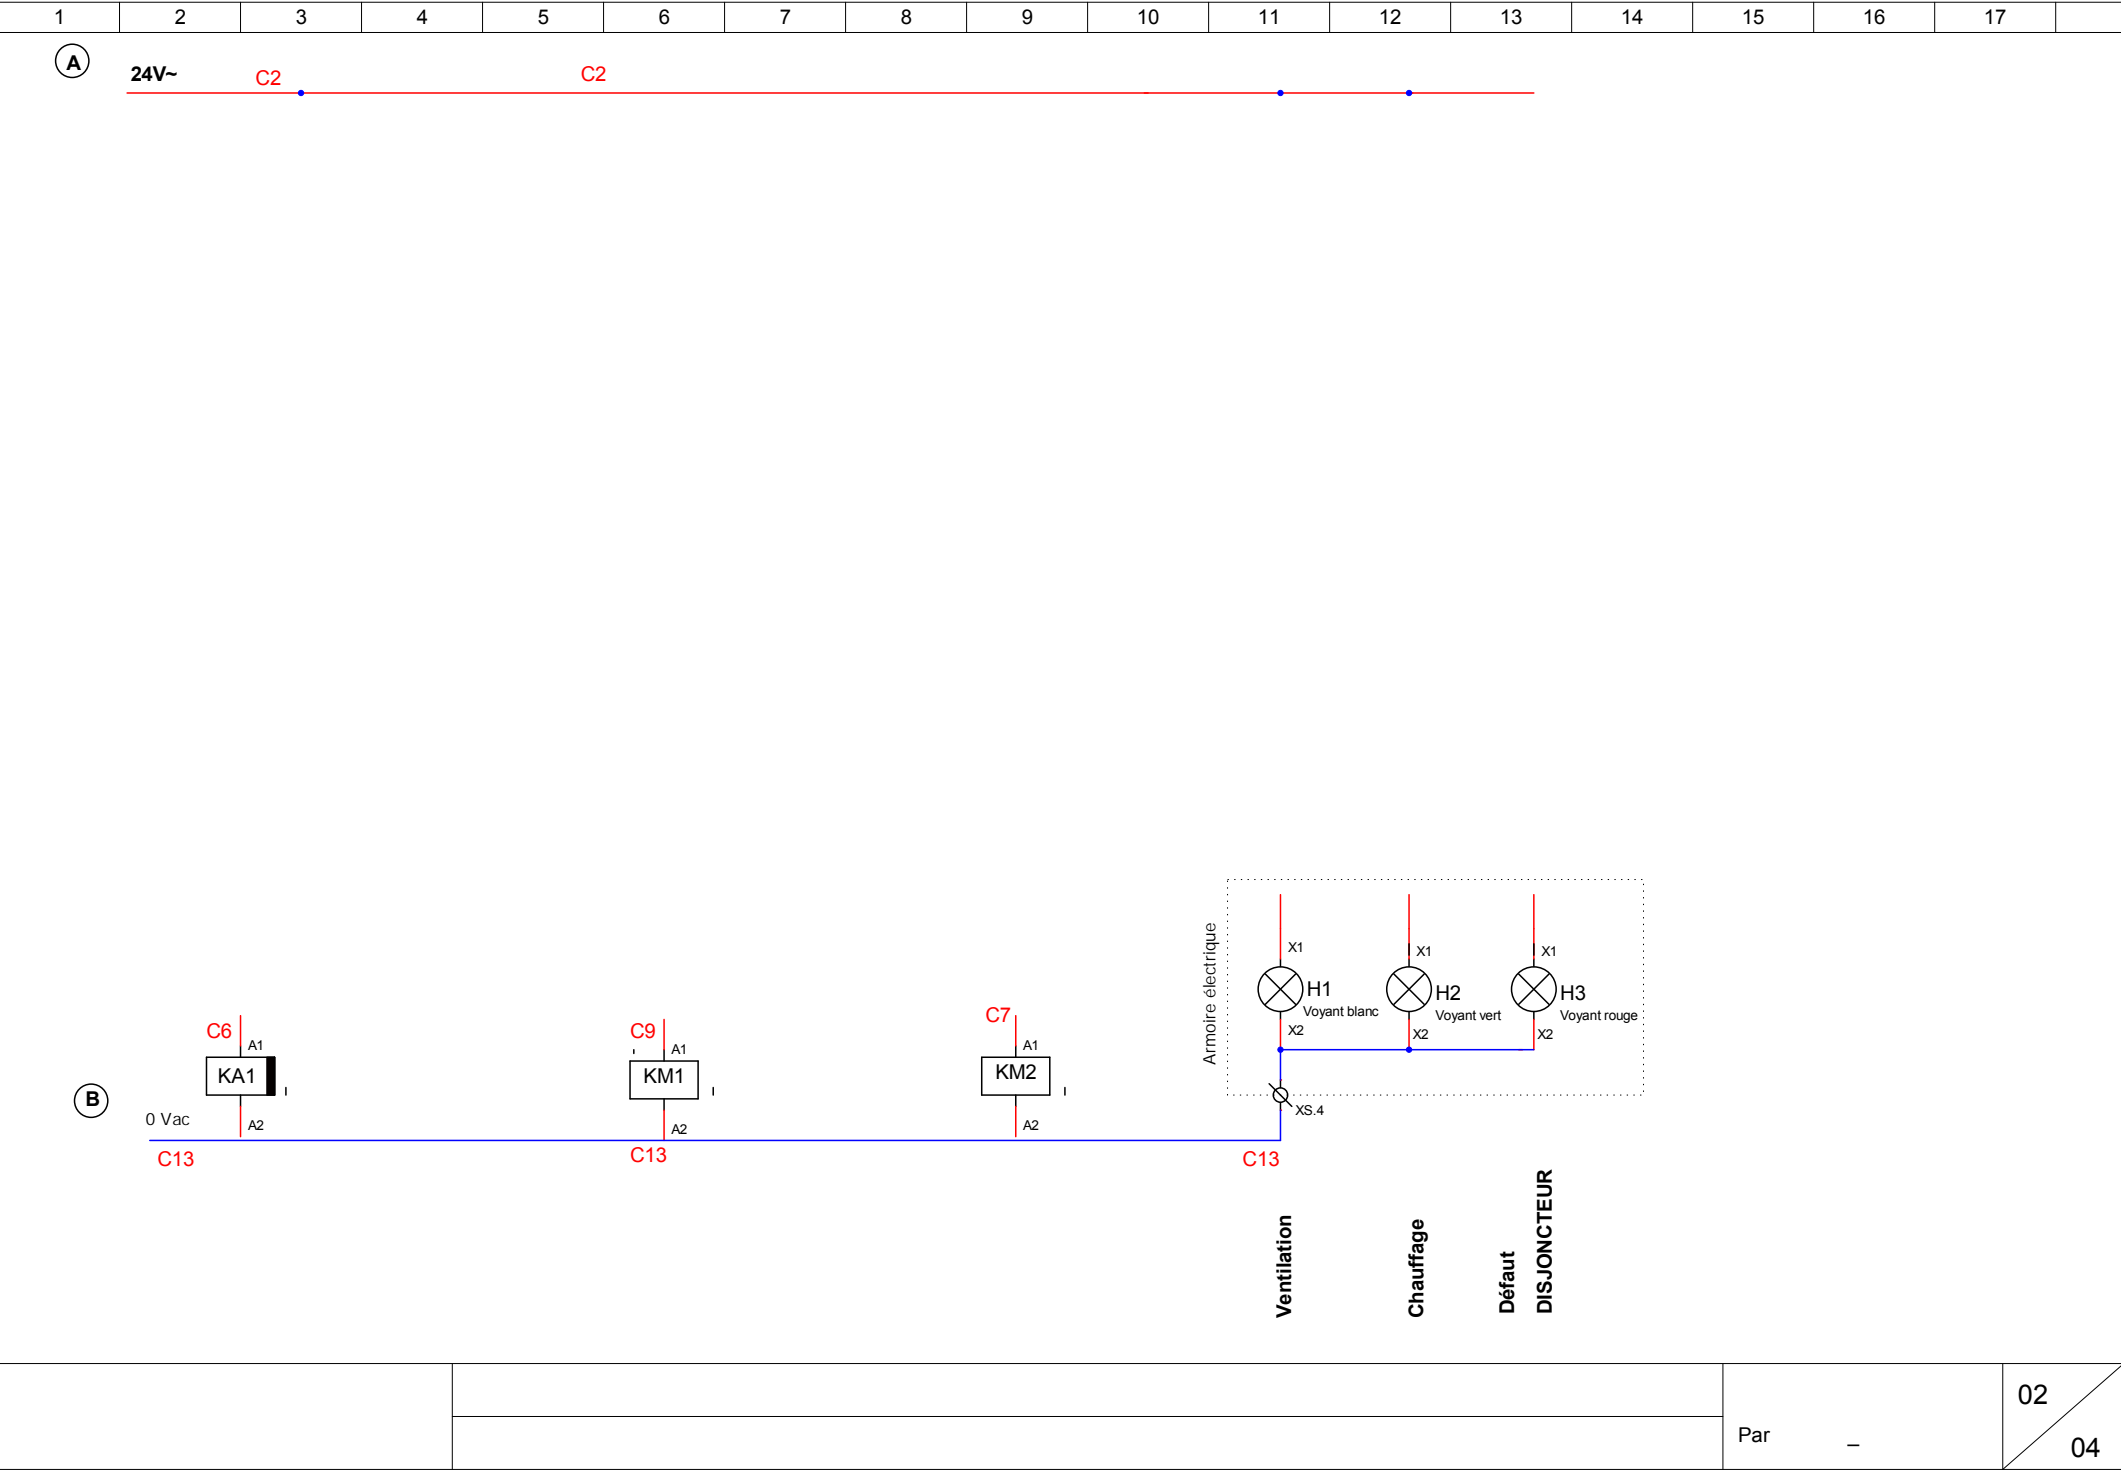 1 2 3 4 5 6 7 8 9 10 11 12 13 14 15 16 17
A
24V~ C2 C2
Armoire électrique
X1 X1 X1
H1 H2 H3
Voyant blanc Voyant vert Voyant rouge
X2 X2 X2
C6 C9 C7
A1 A1 A1
KA1 KM1 KM2
B
0 Vac A2 A2 A2 XS.4
C13 C13 C13
Ventilation
Chauffage
Défaut
DISJONCTEUR
02
Par _
04